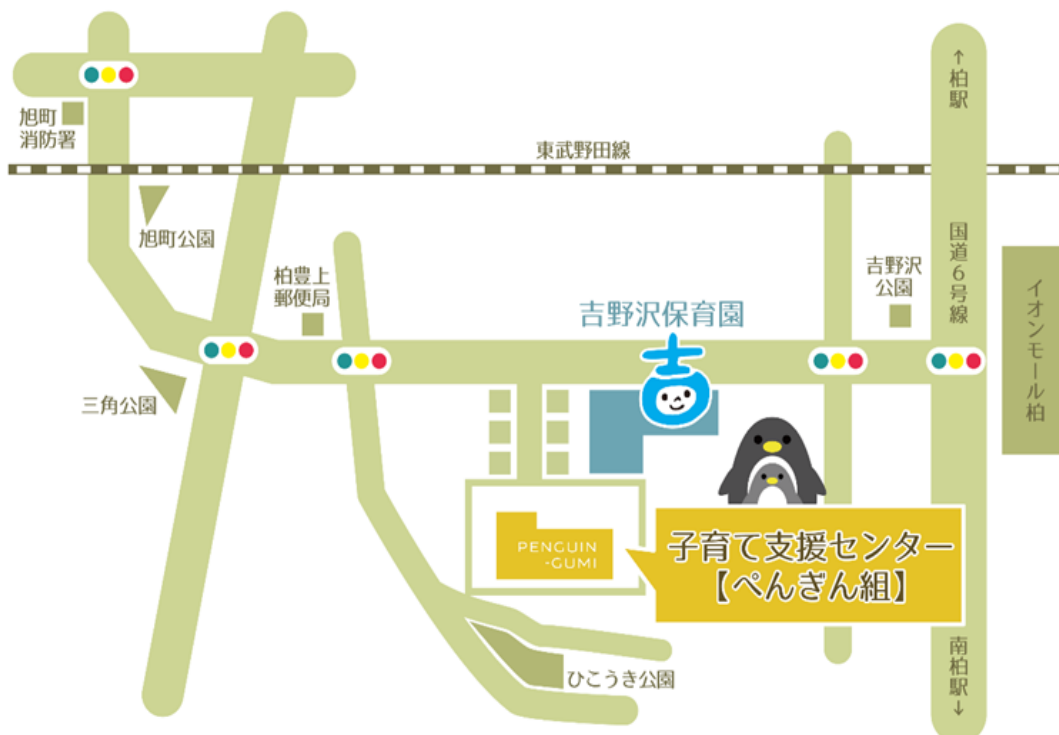 ↑柏駅
旭町
消防署
東武野田線
旭町公園
国道6号線
柏豊上
郵便局
吉野沢
公園
イオンモール柏
吉野沢保育園
三角公園
PENGUIN
-GUMI
子育て支援センター
【ぺんぎん組】
ひこうき公園
南柏駅↓